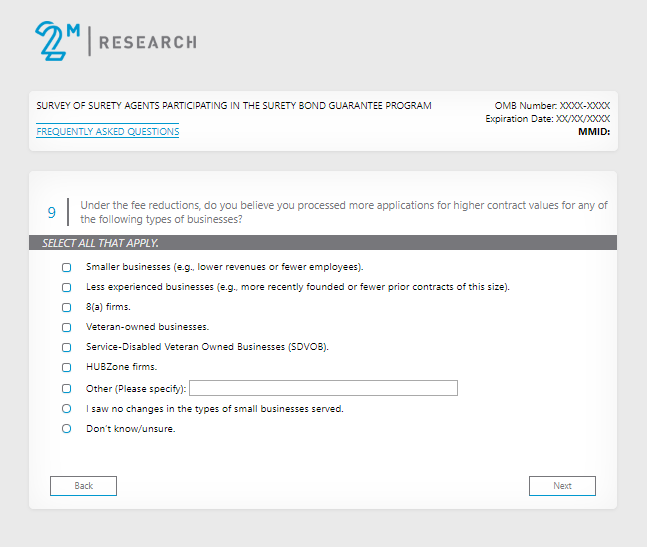 2M RESEARCH
SURVEY OF SURETY AGENTS PARTICIPATING IN THE SURETY BOND GUARANTEE PROGRAM
OMB Number: XXXX-XXXX
Expiration Date: XX/XX/XXXX
FREQUENTLY ASKED QUESTIONS
MMID:
9
Under the fee reductions, do you believe you processed more applications for higher contract values for any of
the following types of businesses?
SELECT ALL THAT APPLY.
Smaller businesses (e.g., lower revenues or fewer employees).
Less experienced businesses (e.g., more recently founded or fewer prior contracts of this size).
8(a) firms.
Veteran-owned businesses.
Service-Disabled Veteran Owned Businesses (SDVOB).
HUBZone firms.
Other (Please specify):
I saw no changes in the types of small businesses served.
Don't know/unsure.
Back
Next